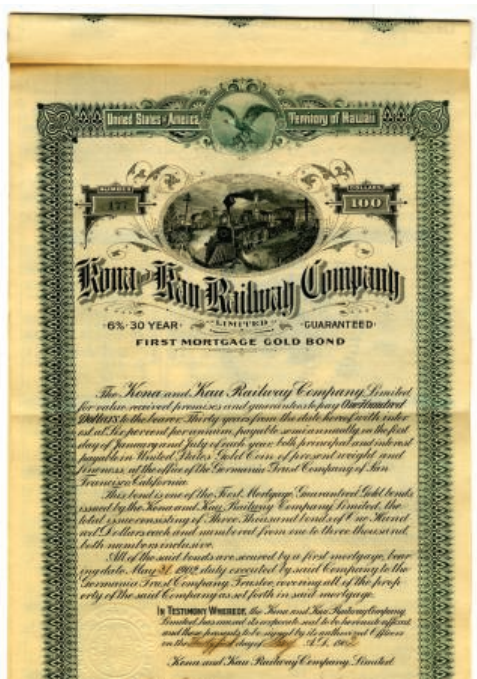 United States of America Territory of Hawaii
NUMBER
177
DOLLARS
100
Kona and Kau Railway Company
LIMITED
6% 30 YEAR GUARANTEED
FIRST MORTGAGE GOLD BOND
The Kona and Kau Railway Company, Limited
for value received promises and guarantees to pay One Hundred
Dollars to the bearer Thirty years from the date hereof with inter
est at Six per cent per annum, payable semi annually on the first
day of January and July of each year, both principal and interest
payable in United States Gold Coin of present weight and
fineness, at the office of the Germania Trust Company of San
Francisco, California.
This bond is one of the First Mortgage Guaranteed Gold bonds
issued by the Kona and Kau Railway Company Limited, the
total issue consisting of Three Thousand bonds of One Hund
red Dollars each and numbered from one to three thousand,
both numbers inclusive.
All of the said bonds are secured by a first mortgage, bear
ing date May 21, 1902, duly executed by said Company to the
Germania Trust Company, Trustee, covering all of the prop
erty of the said Company as set forth in said mortgage.
IN TESTIMONY WHEREOF, the Kona and Kau Railway Company,
Limited, has caused its corporate seal to be hereunto affixed
and these presents to be signed by its authorized Officers
on the day of May A.D. 1902
Kona and Kau Railway Company, Limited